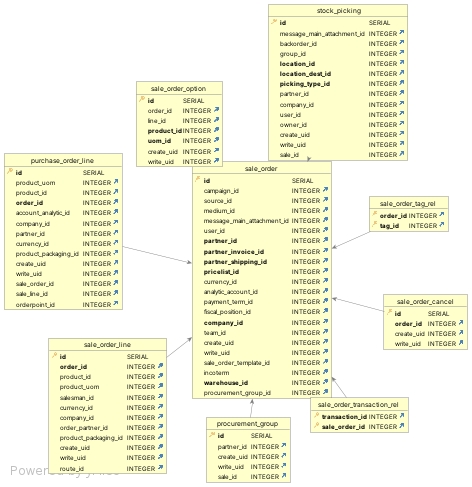 stock_picking
id SERIAL
message_main_attachment_id INTEGER
backorder_id INTEGER
group_id INTEGER
location_id INTEGER
location_dest_id INTEGER
picking_type_id INTEGER
partner_id INTEGER
company_id INTEGER
user_id INTEGER
owner_id INTEGER
create_uid INTEGER
write_uid INTEGER
sale_id INTEGER
sale_order_option
id SERIAL
order_id INTEGER
line_id INTEGER
product_id INTEGER
uom_id INTEGER
create_uid INTEGER
write_uid INTEGER
purchase_order_line
id SERIAL
product_uom INTEGER
product_id INTEGER
order_id INTEGER
account_analytic_id INTEGER
company_id INTEGER
partner_id INTEGER
currency_id INTEGER
product_packaging_id INTEGER
create_uid INTEGER
write_uid INTEGER
sale_order_id INTEGER
sale_line_id INTEGER
orderpoint_id INTEGER
sale_order
id SERIAL
campaign_id INTEGER
source_id INTEGER
medium_id INTEGER
message_main_attachment_id INTEGER
user_id INTEGER
partner_id INTEGER
partner_invoice_id INTEGER
partner_shipping_id INTEGER
pricelist_id INTEGER
currency_id INTEGER
analytic_account_id INTEGER
payment_term_id INTEGER
fiscal_position_id INTEGER
company_id INTEGER
team_id INTEGER
create_uid INTEGER
write_uid INTEGER
sale_order_template_id INTEGER
incoterm INTEGER
warehouse_id INTEGER
procurement_group_id INTEGER
sale_order_tag_rel
order_id INTEGER
tag_id INTEGER
sale_order_cancel
id SERIAL
order_id INTEGER
create_uid INTEGER
write_uid INTEGER
sale_order_line
id SERIAL
order_id INTEGER
product_id INTEGER
product_uom INTEGER
salesman_id INTEGER
currency_id INTEGER
company_id INTEGER
order_partner_id INTEGER
product_packaging_id INTEGER
create_uid INTEGER
write_uid INTEGER
route_id INTEGER
sale_order_transaction_rel
transaction_id INTEGER
sale_order_id INTEGER
procurement_group
id SERIAL
partner_id INTEGER
create_uid INTEGER
write_uid INTEGER
sale_id INTEGER
Powered by yFiles